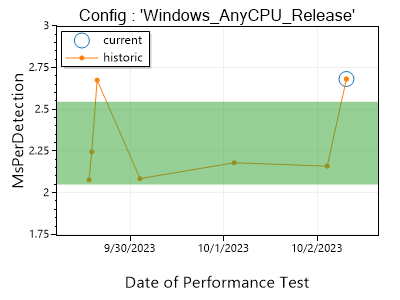 Config : 'Windows_AnyCPU_Release'
current
historic
3
2.75
2.5
2.25
2
1.75
MsPerDetection
9/30/2023
10/1/2023
10/2/2023
Date of Performance Test